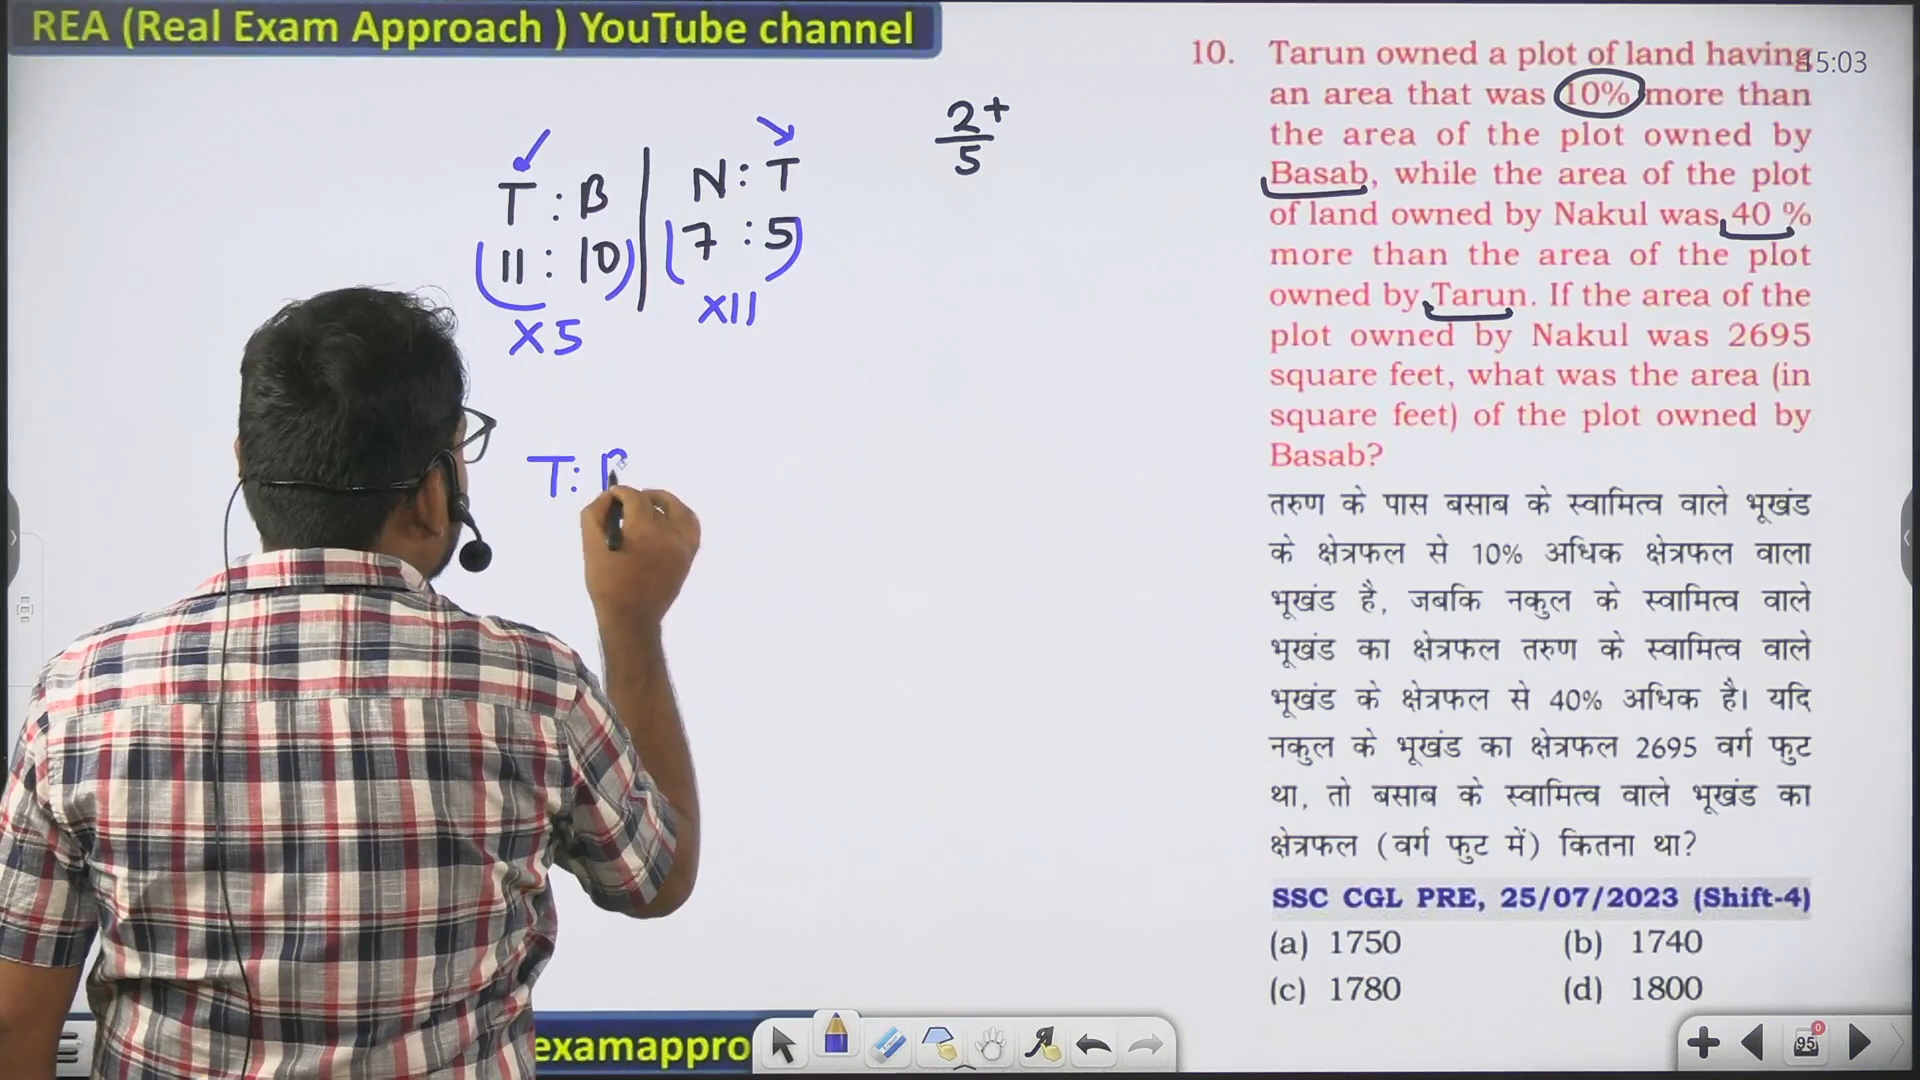 REA (Real Exam Approach ) YouTube channel
15:03
2+
5
T : B
N : T
11 : 10
7 : 5
X5
X11
T:
10. Tarun owned a plot of land having
an area that was 10% more than
the area of the plot owned by
Basab, while the area of the plot
of land owned by Nakul was 40 %
more than the area of the plot
owned by Tarun. If the area of the
plot owned by Nakul was 2695
square feet, what was the area (in
square feet) of the plot owned by
Basab?
तरुण के पास बसाब के स्वामित्व वाले भूखंड
के क्षेत्रफल से 10% अधिक क्षेत्रफल वाला
भूखंड है, जबकि नकुल के स्वामित्व वाले
भूखंड का क्षेत्रफल तरुण के स्वामित्व वाले
भूखंड के क्षेत्रफल से 40% अधिक है। यदि
नकुल के भूखंड का क्षेत्रफल 2695 वर्ग फुट
था, तो बसाब के स्वामित्व वाले भूखंड का
क्षेत्रफल (वर्ग फुट में) कितना था?
SSC CGL PRE, 25/07/2023 (Shift-4)
(a) 1750 (b) 1740
(c) 1780 (d) 1800
examappro
95
0